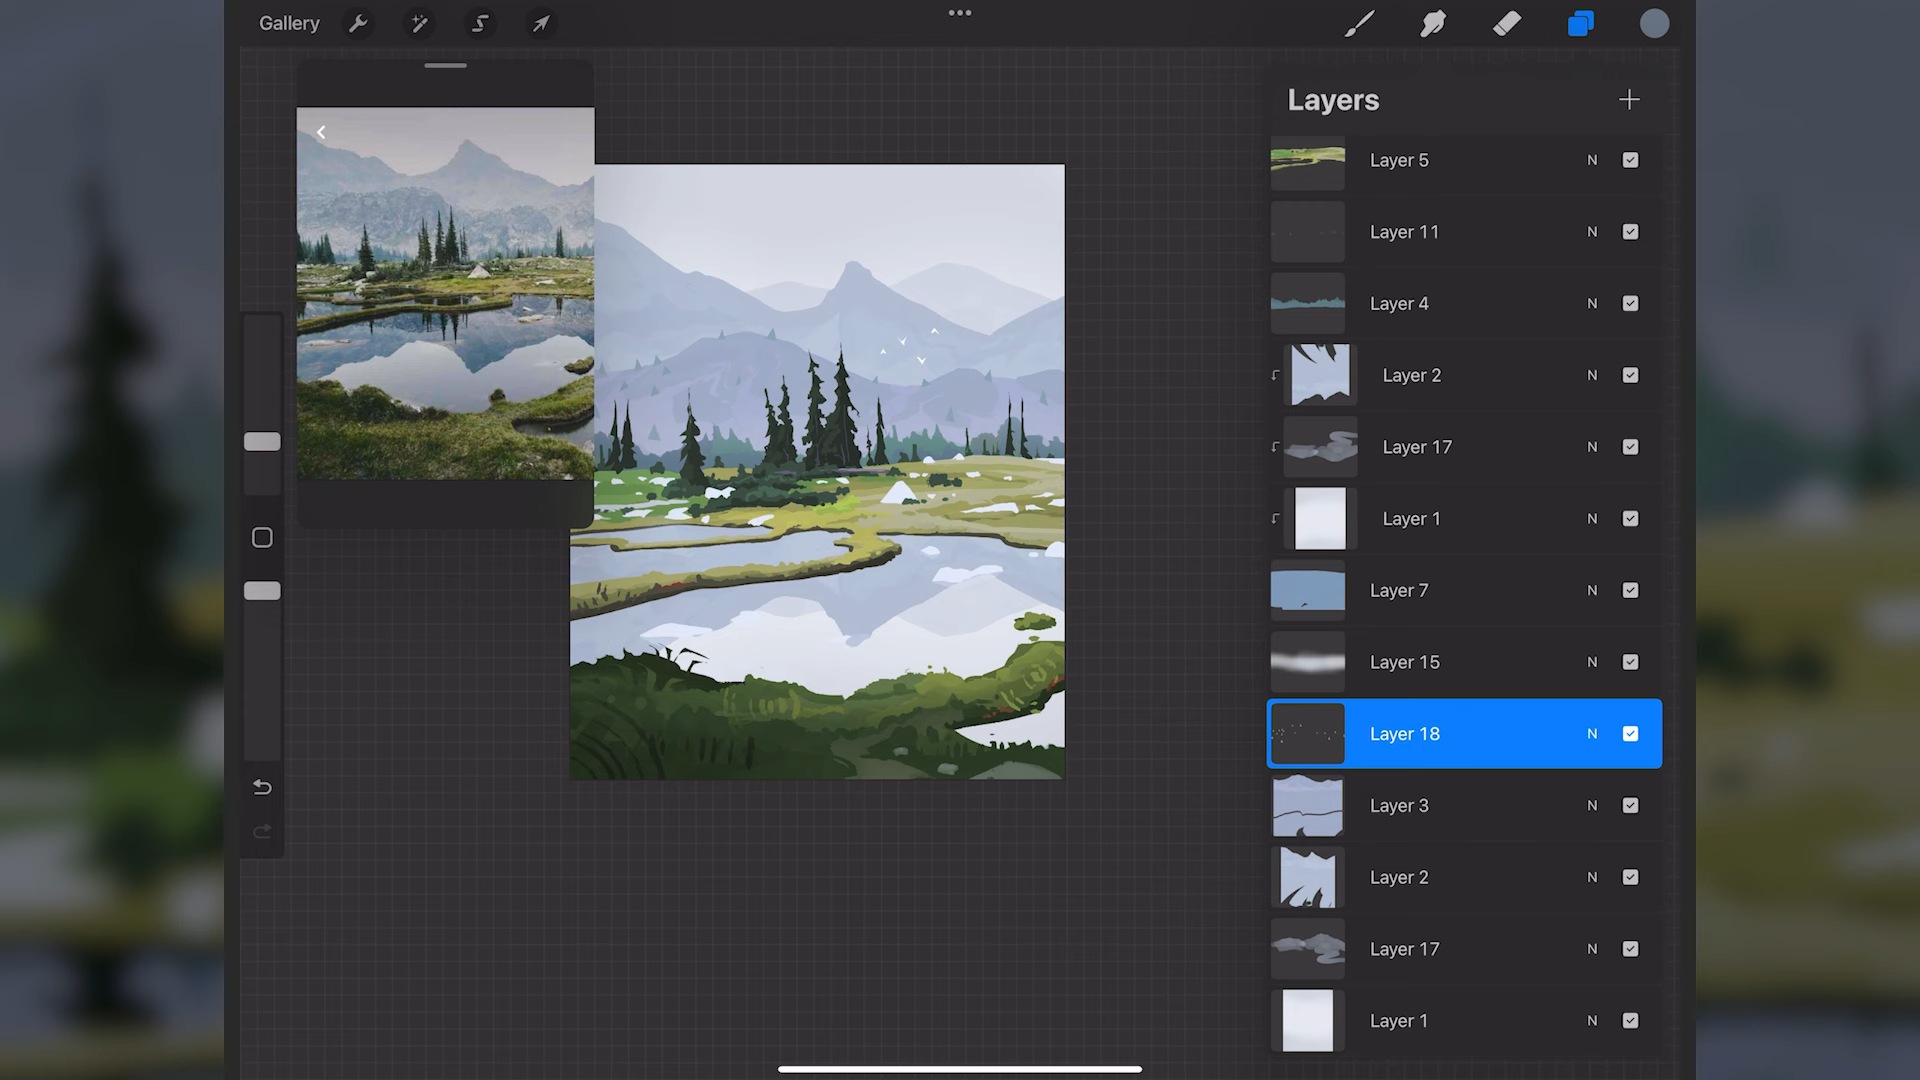 Gallery
Layers
Layer 5 N
Layer 11 N
Layer 4 N
Layer 2 N
Layer 17 N
Layer 1 N
Layer 7 N
Layer 15 N
Layer 18 N
Layer 3 N
Layer 2 N
Layer 17 N
Layer 1 N